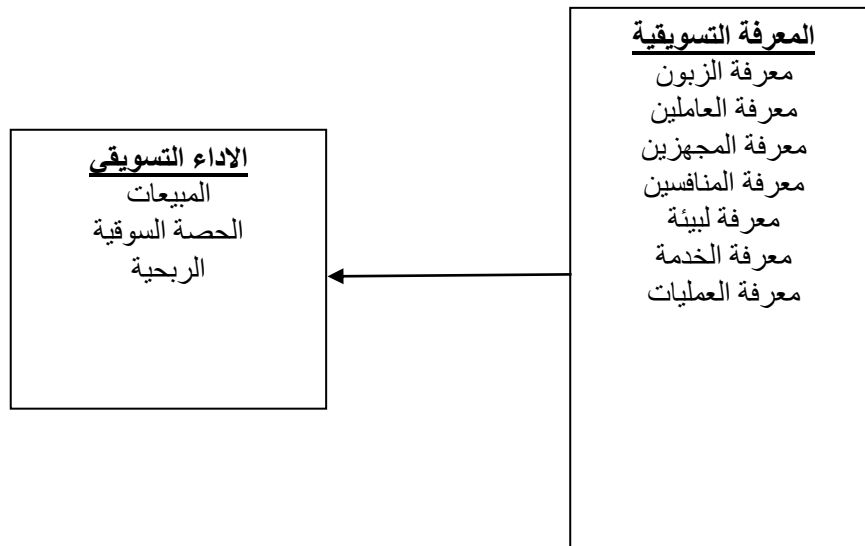 المعرفة التسويقية
معرفة الزبون
معرفة العاملين
معرفة المجهزين
معرفة المنافسين
معرفة لبيئة
معرفة الخدمة
معرفة العمليات
الاداء التسويقي
المبيعات
الحصة السوقية
الربحية